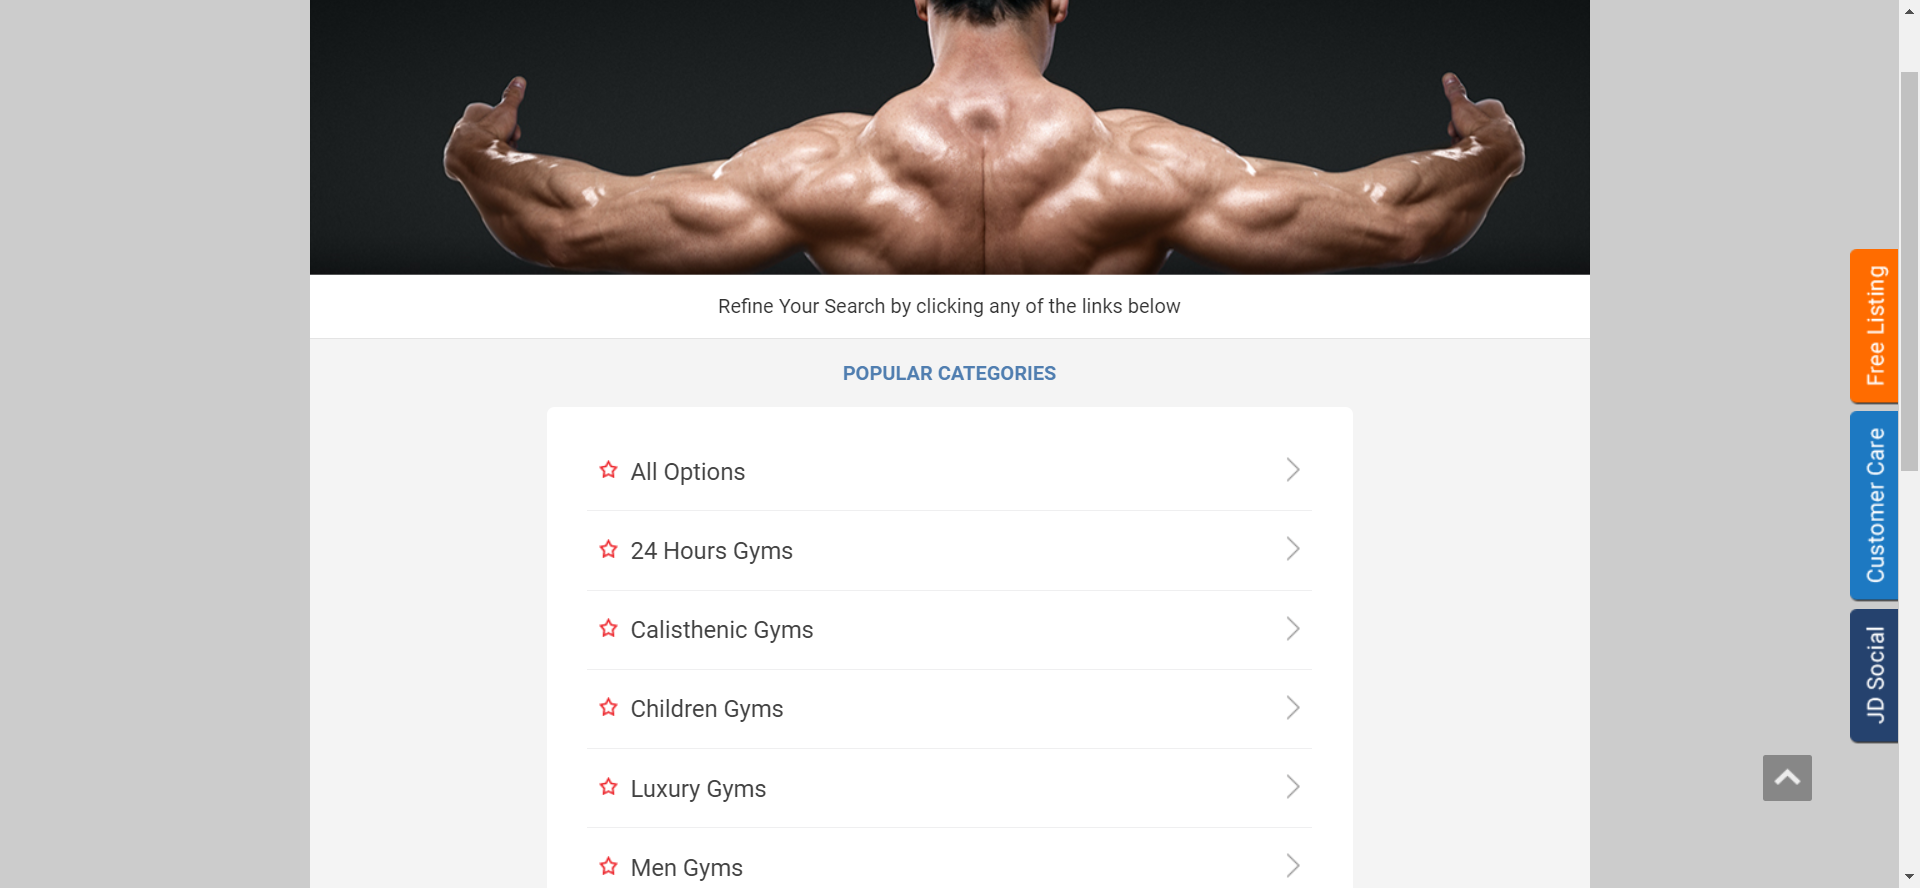 Refine Your Search by clicking any of the links below
POPULAR CATEGORIES
All Options
24 Hours Gyms
Calisthenic Gyms
Children Gyms
Luxury Gyms
Men Gyms
Free Listing
Customer Care
JD Social